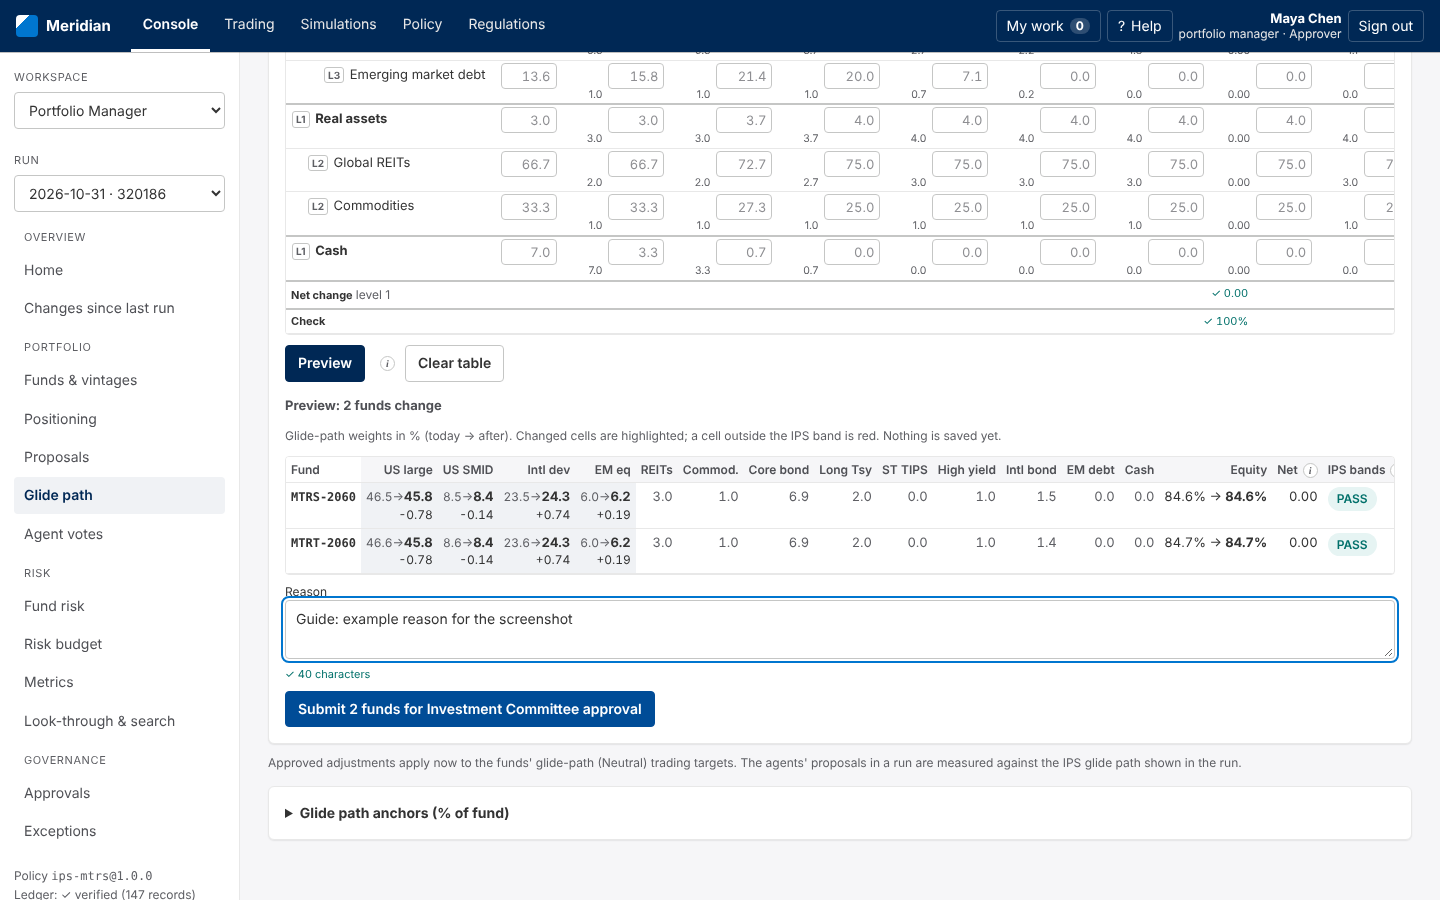 Meridian Console Trading Simulations Policy Regulations My work 0 ? Help Maya Chen portfolio manager · Approver Sign out
WORKSPACE
Portfolio Manager
RUN
2026-10-31 · 320186
OVERVIEW
Home
Changes since last run
PORTFOLIO
Funds & vintages
Positioning
Proposals
Glide path
Agent votes
RISK
Fund risk
Risk budget
Metrics
Look-through & search
GOVERNANCE
Approvals
Exceptions
Policy ips-mtrs@1.0.0
Ledger: ✓ verified (147 records)
L3 Emerging market debt 13.6 15.8 21.4 20.0 7.1 0.0 0.0 0.0
1.0 1.0 1.0 0.7 0.2 0.0 0.00 0.0
L1 Real assets 3.0 3.0 3.7 4.0 4.0 4.0 4.0 4.0
3.0 3.0 3.7 4.0 4.0 4.0 0.00 4.0
L2 Global REITs 66.7 66.7 72.7 75.0 75.0 75.0 75.0 75.0 7
2.0 2.0 2.7 3.0 3.0 3.0 0.00 3.0
L2 Commodities 33.3 33.3 27.3 25.0 25.0 25.0 25.0 25.0 2
1.0 1.0 1.0 1.0 1.0 1.0 0.00 1.0
L1 Cash 7.0 3.3 0.7 0.0 0.0 0.0 0.0 0.0
7.0 3.3 0.7 0.0 0.0 0.0 0.00 0.0
Net change level 1 ✓ 0.00
Check ✓ 100%
Preview i Clear table
Preview: 2 funds change
Glide-path weights in % (today → after). Changed cells are highlighted; a cell outside the IPS band is red. Nothing is saved yet.
Fund US large US SMID Intl dev EM eq REITs Commod. Core bond Long Tsy ST TIPS High yield Intl bond EM debt Cash Equity Net i IPS bands
MTRS-2060 46.5→45.8 8.5→8.4 23.5→24.3 6.0→6.2 3.0 1.0 6.9 2.0 0.0 1.0 1.5 0.0 0.0 84.6% → 84.6% 0.00 PASS
-0.78 -0.14 +0.74 +0.19
MTRT-2060 46.6→45.8 8.6→8.4 23.6→24.3 6.0→6.2 3.0 1.0 6.9 2.0 0.0 1.0 1.4 0.0 0.0 84.7% → 84.7% 0.00 PASS
-0.78 -0.14 +0.74 +0.19
Reason
Guide: example reason for the screenshot
✓ 40 characters
Submit 2 funds for Investment Committee approval
Approved adjustments apply now to the funds' glide-path (Neutral) trading targets. The agents' proposals in a run are measured against the IPS glide path shown in the run.
▶ Glide path anchors (% of fund)